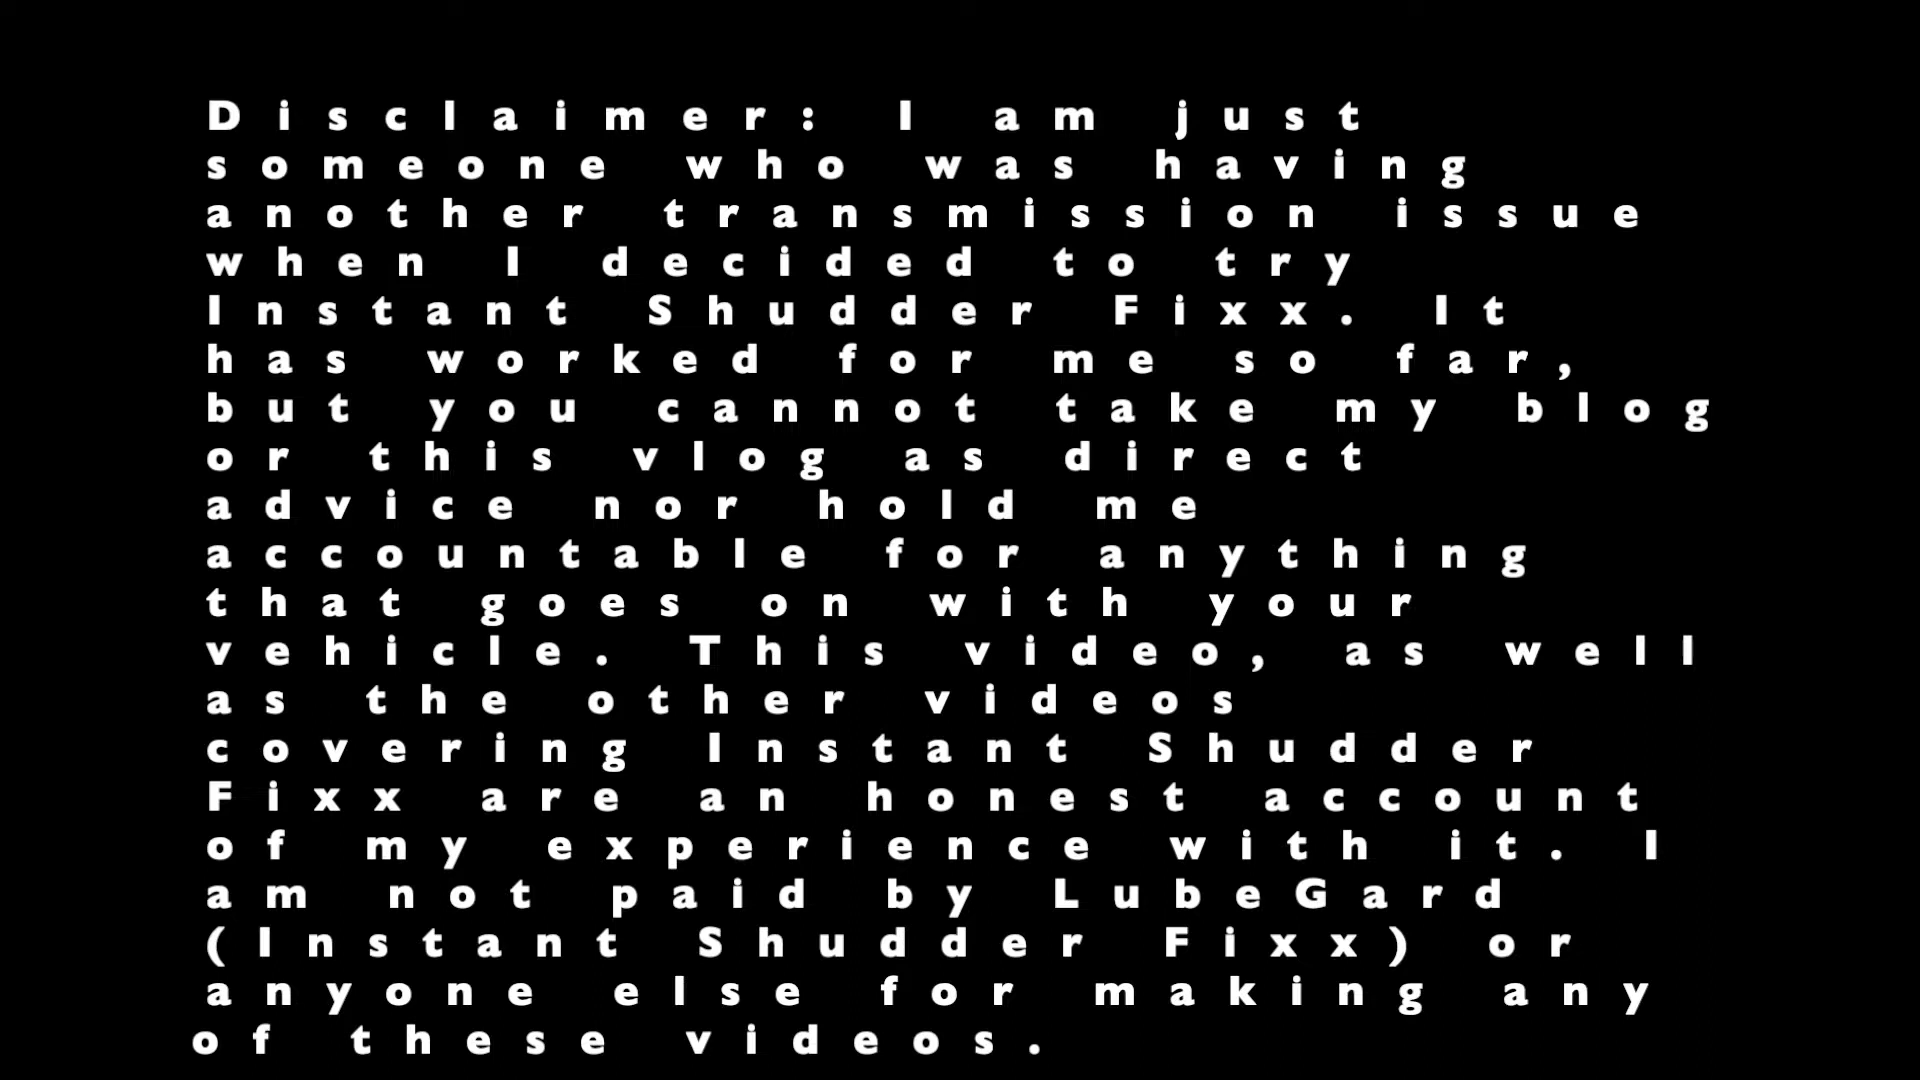 Disclaimer: I am just
someone who was having
another transmission issue
when I decided to try
Instant Shudder Fixx. It
has worked for me so far,
but you cannot take my blog
or this vlog as direct
advice nor hold me
accountable for anything
that goes on with your
vehicle. This video, as well
as the other videos
covering Instant Shudder
Fixx are an honest account
of my experience with it. I
am not paid by LubeGard
(Instant Shudder Fixx) or
anyone else for making any
of these videos.